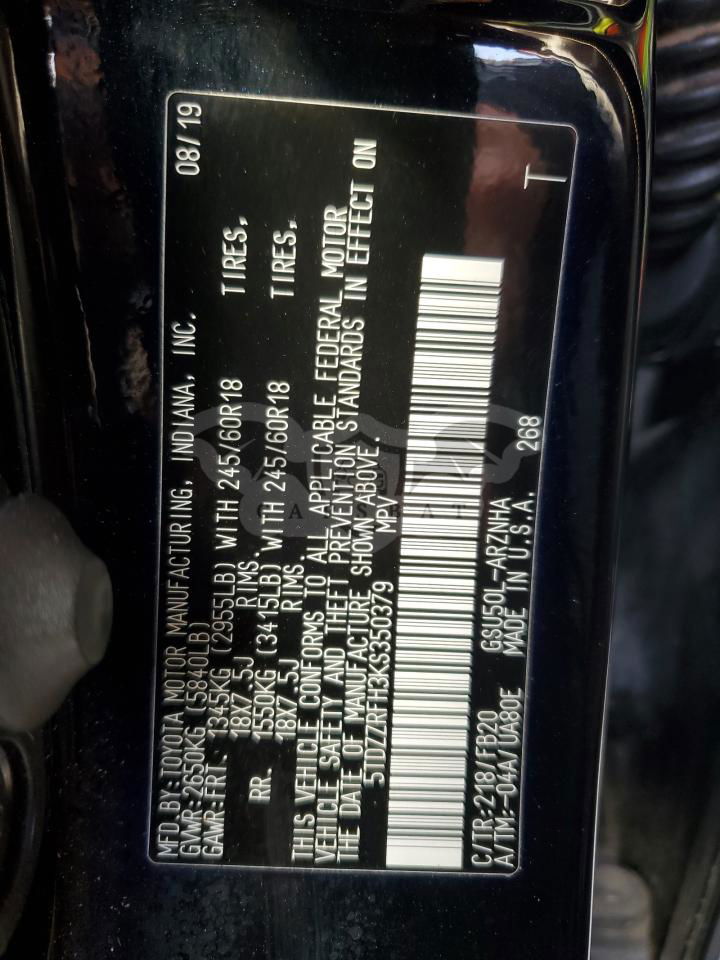 MFD. BY: TOYOTA MOTOR MANUFACTURING, INDIANA, INC. 08/19
GVWR: 2650KG (5840LB)
GAWR: FRT. 1345KG (2955LB) WITH 245/60R18 TIRES,
18X7.5J RIMS.
RR. 1550KG (3415LB) WITH 245/60R18 TIRES,
18X7.5J RIMS.
THIS VEHICLE CONFORMS TO ALL APPLICABLE FEDERAL MOTOR
VEHICLE SAFETY AND THEFT PREVENTION STANDARDS IN EFFECT ON
THE DATE OF MANUFACTURE SHOWN ABOVE.
5TDZZRFH3KS350379 MPV
C/TR: 218/FB20 GSU50L-ARZNHA
A/TM: -04A/UA80E MADE IN U.S.A. 268
T